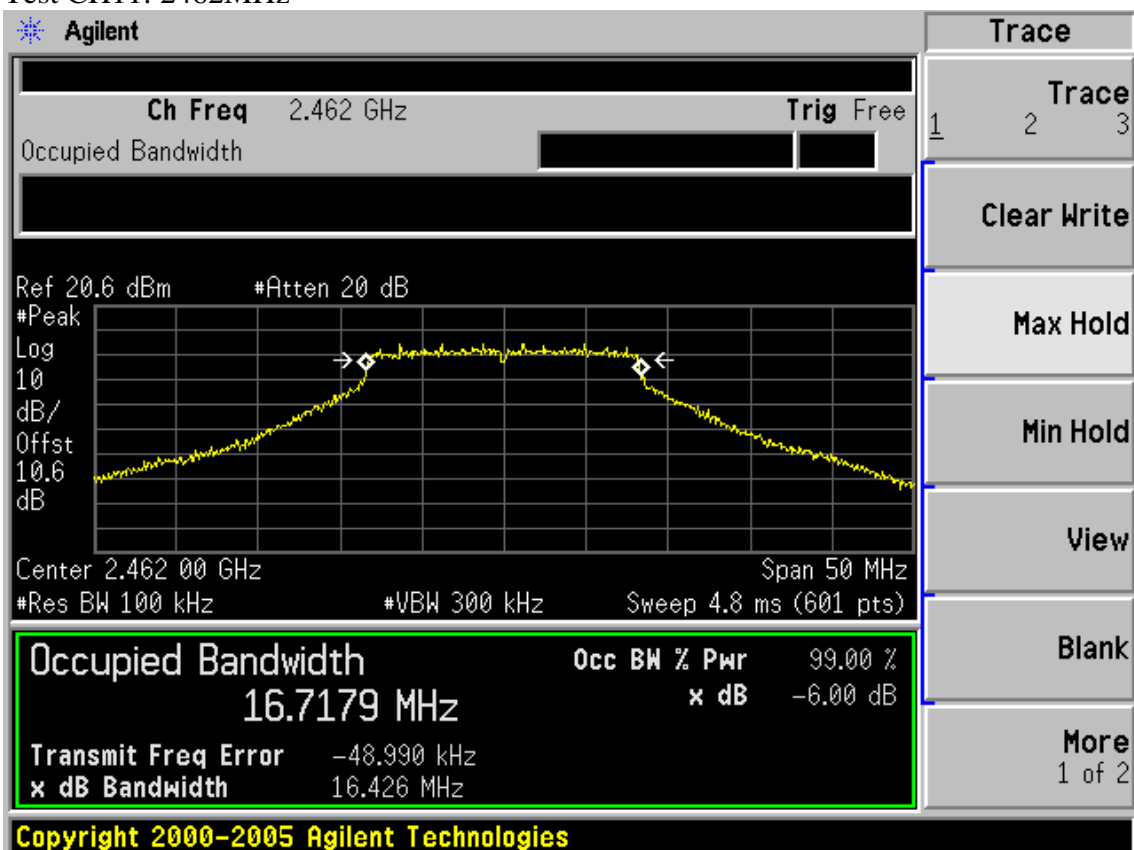 Test CH11: 2462MHz
Agilent
Trace
Ch Freq 2.462 GHz Trig Free
Occupied Bandwidth
Trace
1 2 3
Clear Write
Max Hold
Min Hold
View
Blank
More
1 of 2
Ref 20.6 dBm #Atten 20 dB
#Peak
Log
10
dB/
Offst
10.6
dB
Center 2.462 00 GHz Span 50 MHz
#Res BW 100 kHz #VBW 300 kHz Sweep 4.8 ms (601 pts)
Occupied Bandwidth Occ BW % Pwr 99.00 %
16.7179 MHz x dB -6.00 dB
Transmit Freq Error -48.990 kHz
x dB Bandwidth 16.426 MHz
Copyright 2000-2005 Agilent Technologies